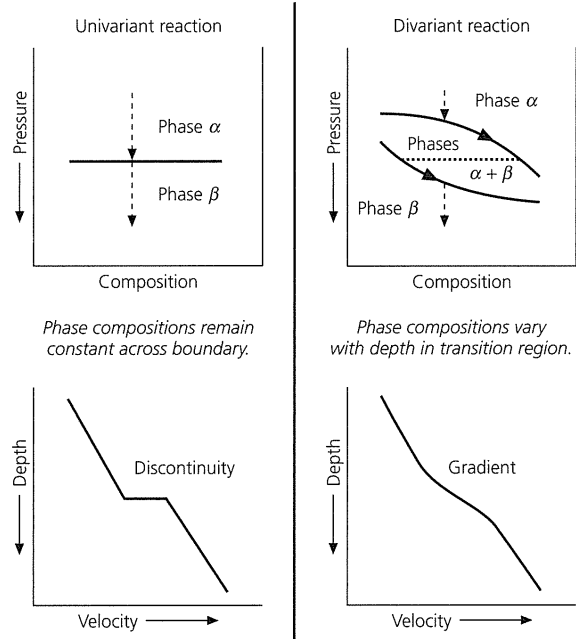 Univariant reaction
Pressure
Phase α
Phase β
Composition
Phase compositions remain
constant across boundary.
Depth
Discontinuity
Velocity
Divariant reaction
Pressure
Phase α
Phases
α + β
Phase β
Composition
Phase compositions vary
with depth in transition region.
Depth
Gradient
Velocity